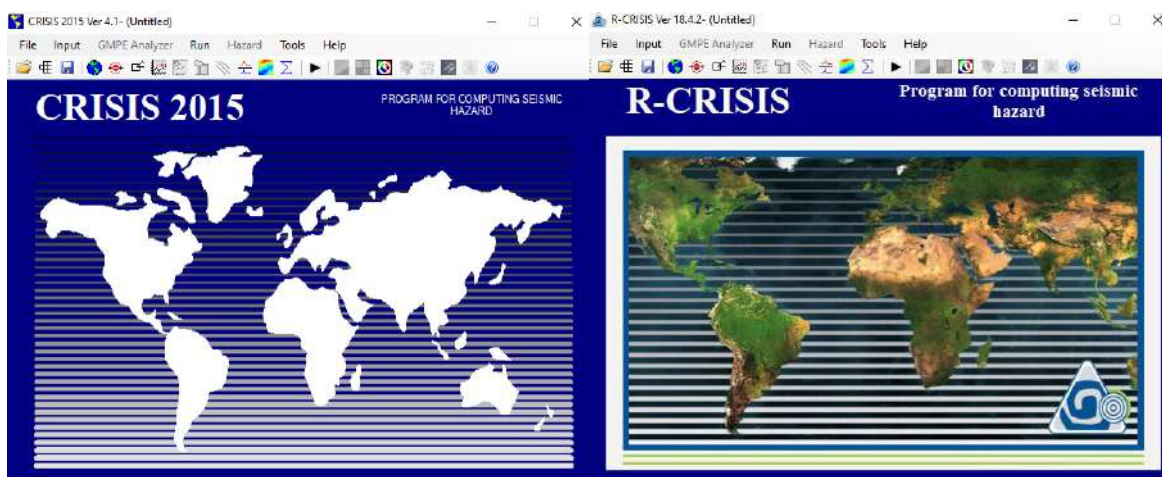 CRISIS 2015 Ver 4.1- (Untitled)
File Input GMPE Analyzer Run Hazard Tools Help
CRISIS 2015
PROGRAM FOR COMPUTING SEISMIC
HAZARD
R-CRISIS Ver 18.4.2- (Untitled)
File Input GMPE Analyzer Run Hazard Tools Help
R-CRISIS
Program for computing seismic
hazard